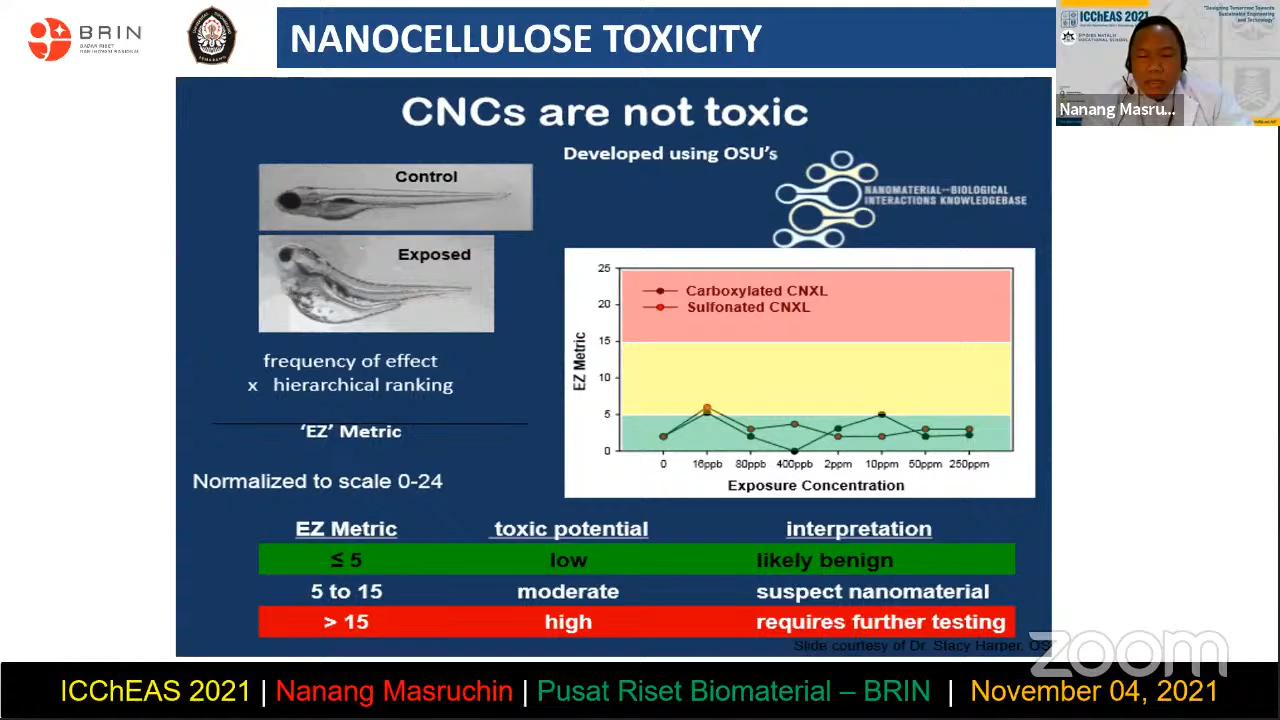 BRIN
BADAN RISET
DAN INOVASI NASIONAL
NANOCELLULOSE TOXICITY
ICChEAS 2021
"Designing Tomorrow Towards
Sustainable Engineering
and Technology"
Nanang Masru...
CNCs are not toxic
Developed using OSU's
NANOMATERIAL-BIOLOGICAL
INTERACTIONS KNOWLEDGEBASE
Control
Exposed
frequency of effect
x hierarchical ranking
'EZ' Metric
Normalized to scale 0-24
25
20
15
10
5
0
EZ Metric
Carboxylated CNXL
Sulfonated CNXL
0 16ppb 80ppb 400ppb 2ppm 10ppm 50ppm 250ppm
Exposure Concentration
EZ Metric toxic potential interpretation
≤ 5 low likely benign
5 to 15 moderate suspect nanomaterial
> 15 high requires further testing
Slide courtesy of Dr. Stacy Harper, OS
zoom
ICChEAS 2021 | Nanang Masruchin | Pusat Riset Biomaterial – BRIN | November 04, 2021